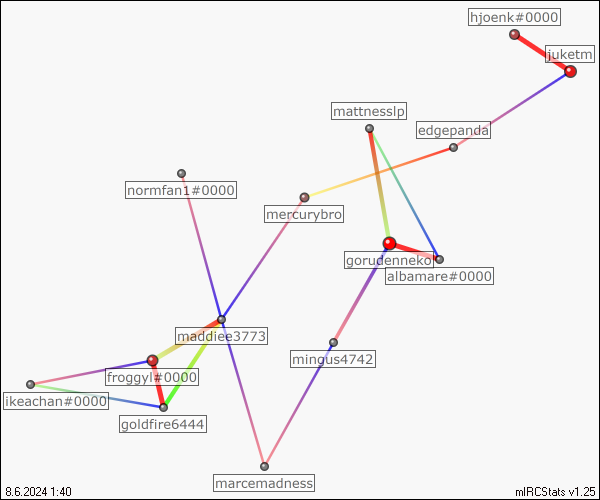 hjoenk#0000
juketm
mattnesslp
edgepanda
normfan1#0000
mercurybro
gorudenneko
albamare#0000
maddiee3773
mingus4742
froggyl#0000
ikeachan#0000
goldfire6444
marcemadness
8.6.2024 1:40
mIRCStats v1.25